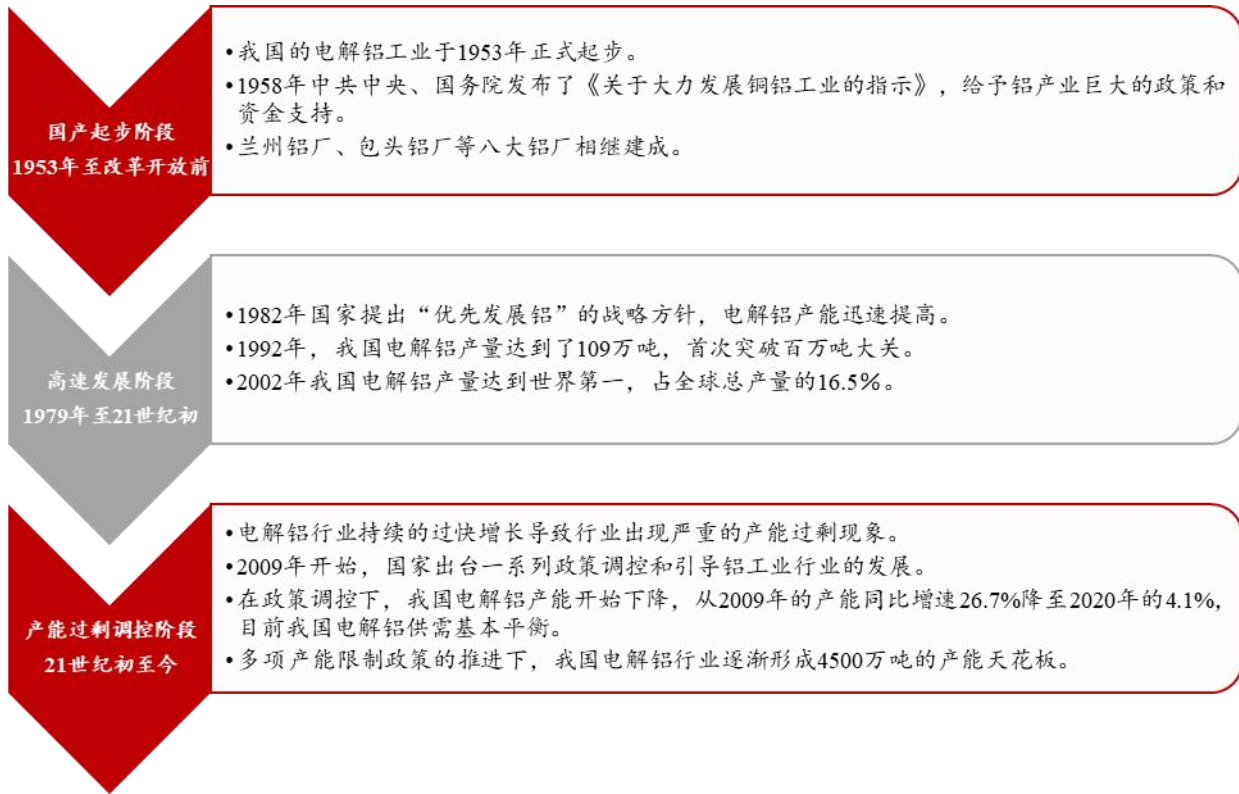 国产起步阶段
1953年至改革开放前
•我国的电解铝工业于1953年正式起步。
•1958年中共中央、国务院发布了《关于大力发展铜铝工业的指示》，给予铝产业巨大的政策和
资金支持。
•兰州铝厂、包头铝厂等八大铝厂相继建成。
高速发展阶段
1979年至21世纪初
•1982年国家提出“优先发展铝”的战略方针，电解铝产能迅速提高。
•1992年，我国电解铝产量达到了109万吨，首次突破百万吨大关。
•2002年我国电解铝产量达到世界第一，占全球总产量的16.5%。
产能过剩调控阶段
21世纪初至今
•电解铝行业持续的过快增长导致行业出现严重的产能过剩现象。
•2009年开始，国家出台一系列政策调控和引导铝工业行业的发展。
•在政策调控下，我国电解铝产能开始下降，从2009年的产能同比增速26.7%降至2020年的4.1%，
目前我国电解铝供需基本平衡。
•多项产能限制政策的推进下，我国电解铝行业逐渐形成4500万吨的产能天花板。